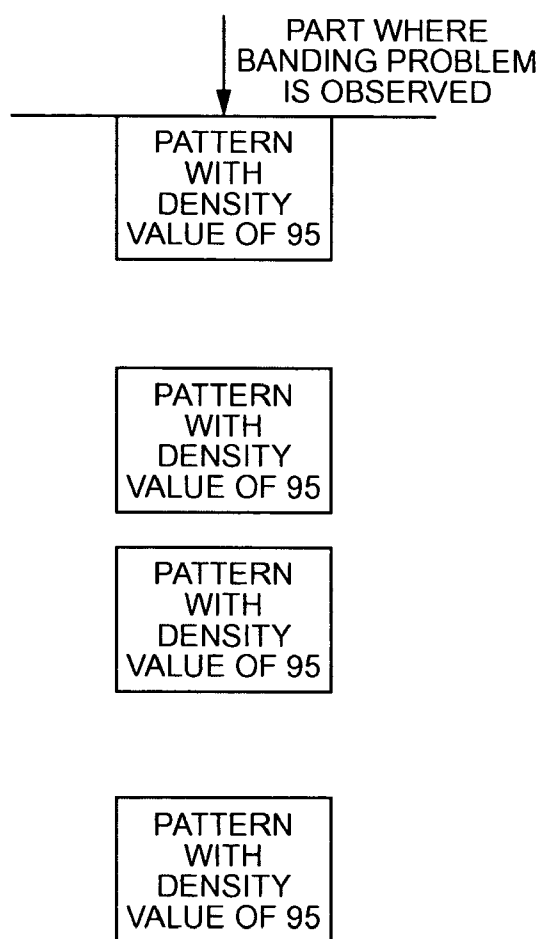 PART WHERE
BANDING PROBLEM
IS OBSERVED
PATTERN
WITH
DENSITY
VALUE OF 95
PATTERN
WITH
DENSITY
VALUE OF 95
PATTERN
WITH
DENSITY
VALUE OF 95
PATTERN
WITH
DENSITY
VALUE OF 95